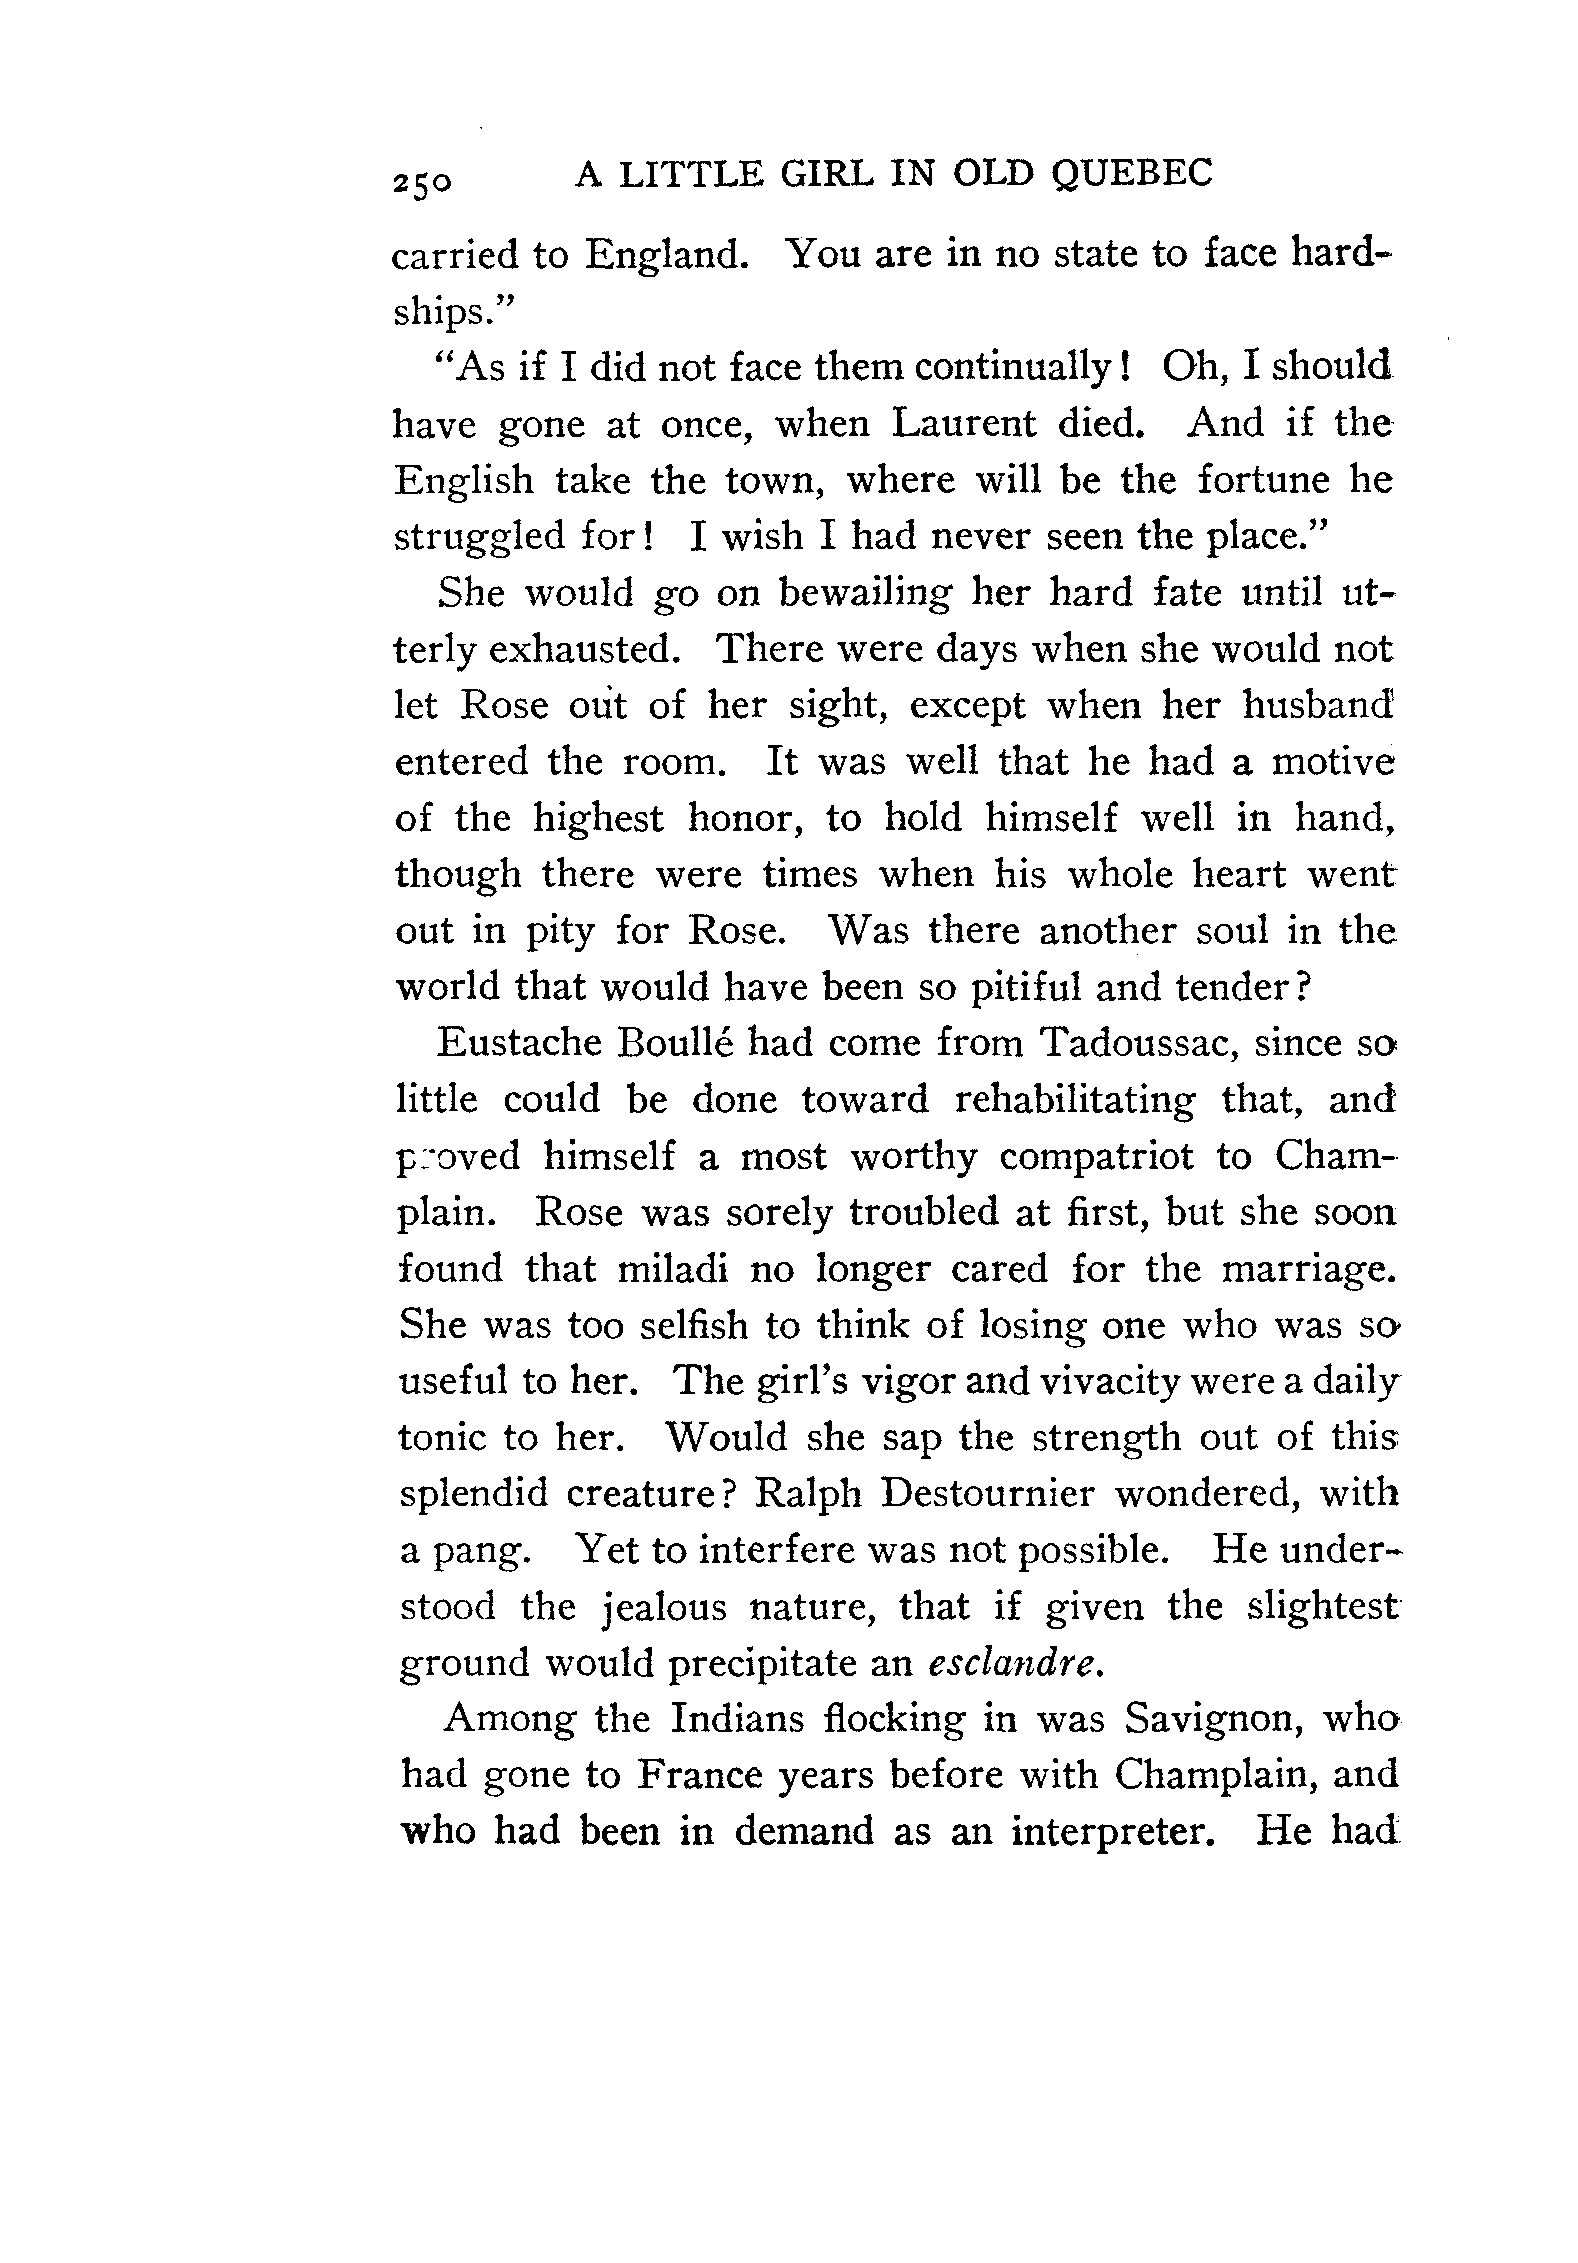 250 A LITTLE GIRL IN OLD QUEBEC
carried to England. You are in no state to face hard-
ships."
"As if I did not face them continually! Oh, I should
have gone at once, when Laurent died. And if the
English take the town, where will be the fortune he
struggled for! I wish I had never seen the place."
She would go on bewailing her hard fate until ut-
terly exhausted. There were days when she would not
let Rose out of her sight, except when her husband
entered the room. It was well that he had a motive
of the highest honor, to hold himself well in hand,
though there were times when his whole heart went
out in pity for Rose. Was there another soul in the
world that would have been so pitiful and tender?
Eustache Boullé had come from Tadoussac, since so
little could be done toward rehabilitating that, and
proved himself a most worthy compatriot to Cham-
plain. Rose was sorely troubled at first, but she soon
found that miladi no longer cared for the marriage.
She was too selfish to think of losing one who was so
useful to her. The girl's vigor and vivacity were a daily
tonic to her. Would she sap the strength out of this
splendid creature? Ralph Destournier wondered, with
a pang. Yet to interfere was not possible. He under-
stood the jealous nature, that if given the slightest
ground would precipitate an esclandre.
Among the Indians flocking in was Savignon, who
had gone to France years before with Champlain, and
who had been in demand as an interpreter. He had